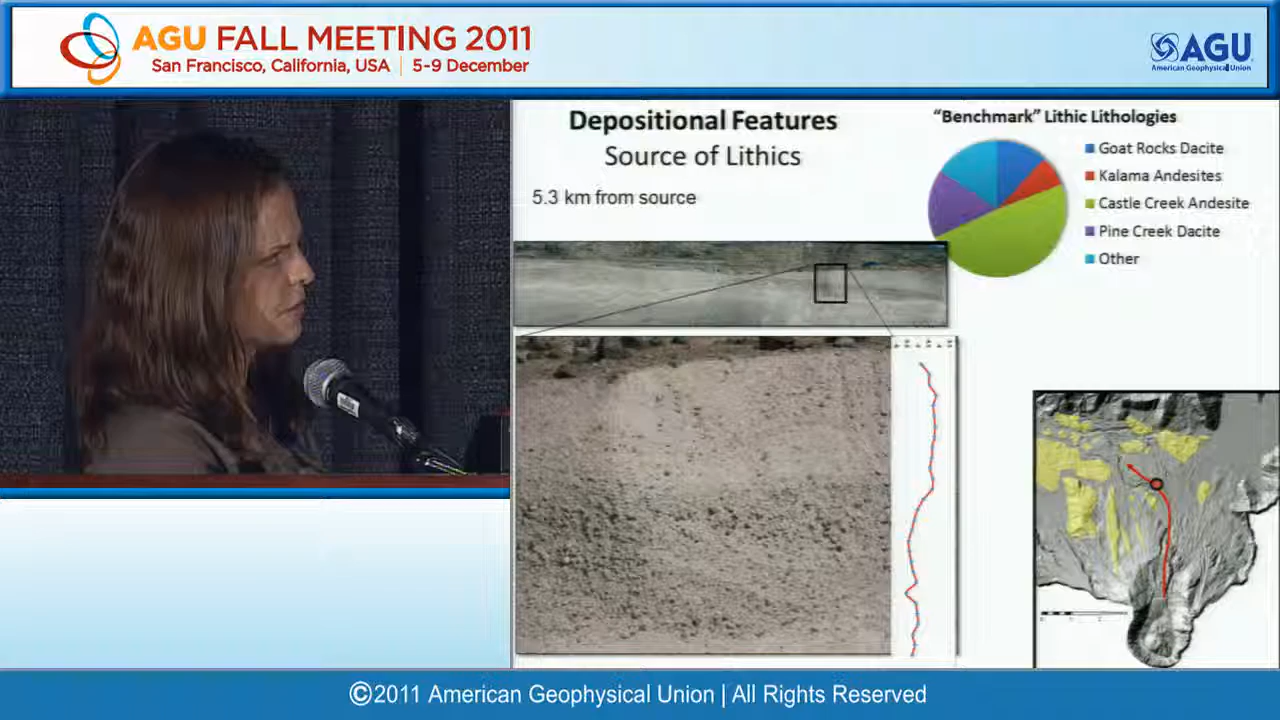 AGU FALL MEETING 2011
San Francisco, California, USA | 5-9 December
AGU
American Geophysical Union
Depositional Features
Source of Lithics
5.3 km from source
"Benchmark" Lithic Lithologies
Goat Rocks Dacite
Kalama Andesites
Castle Creek Andesite
Pine Creek Dacite
Other
©2011 American Geophysical Union | All Rights Reserved